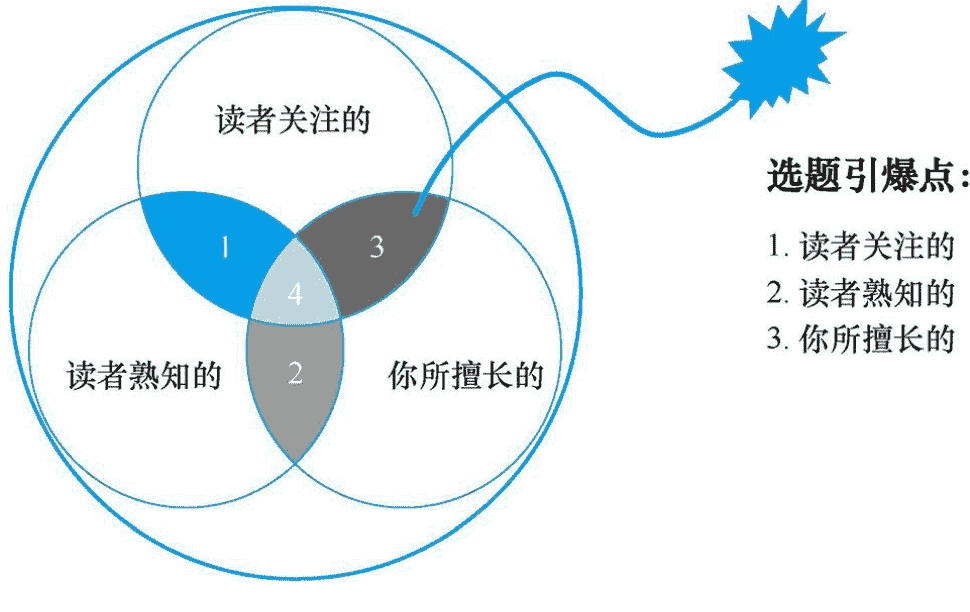 读者关注的
1
3
4
读者熟知的
2
你所擅长的
选题引爆点：
1. 读者关注的
2. 读者熟知的
3. 你所擅长的